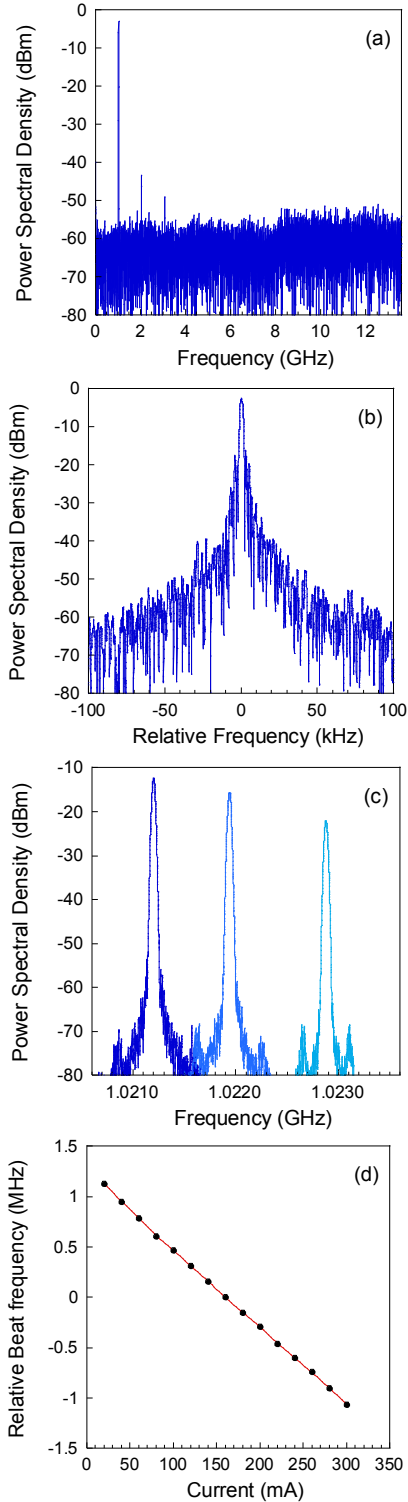 (a)
Power Spectral Density (dBm)
0
-10
-20
-30
-40
-50
-60
-70
-80
0 2 4 6 8 10 12
Frequency (GHz)
(b)
Power Spectral Density (dBm)
0
-10
-20
-30
-40
-50
-60
-70
-80
-100 -50 0 50 100
Relative Frequency (kHz)
(c)
Power Spectral Density (dBm)
-10
-20
-30
-40
-50
-60
-70
-80
1.0210 1.0220 1.0230
Frequency (GHz)
(d)
Relative Beat frequency (MHz)
1.5
1
0.5
0
-0.5
-1
-1.5
0 50 100 150 200 250 300 350
Current (mA)